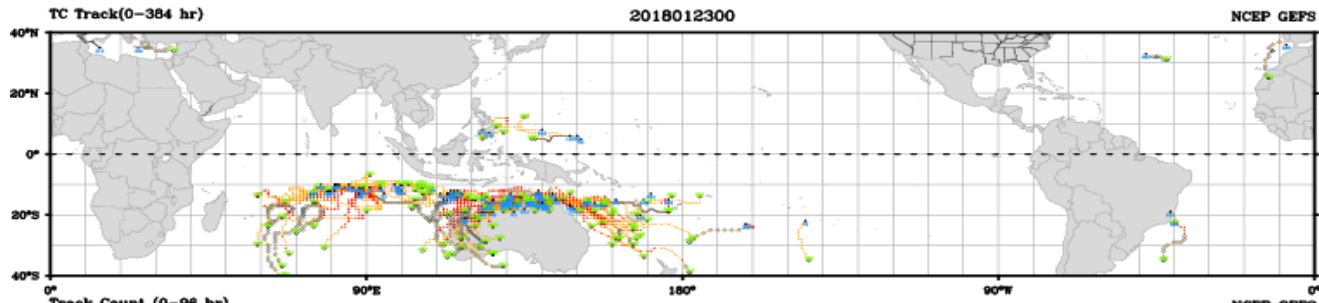 TC Track(0-384 hr) 2018012300 NCEP GEFS
40°N
20°N
0°
20°S
40°S
0° 90°E 180° 90°W 0°
Track Count (0-96 hr) NCEP GEFS